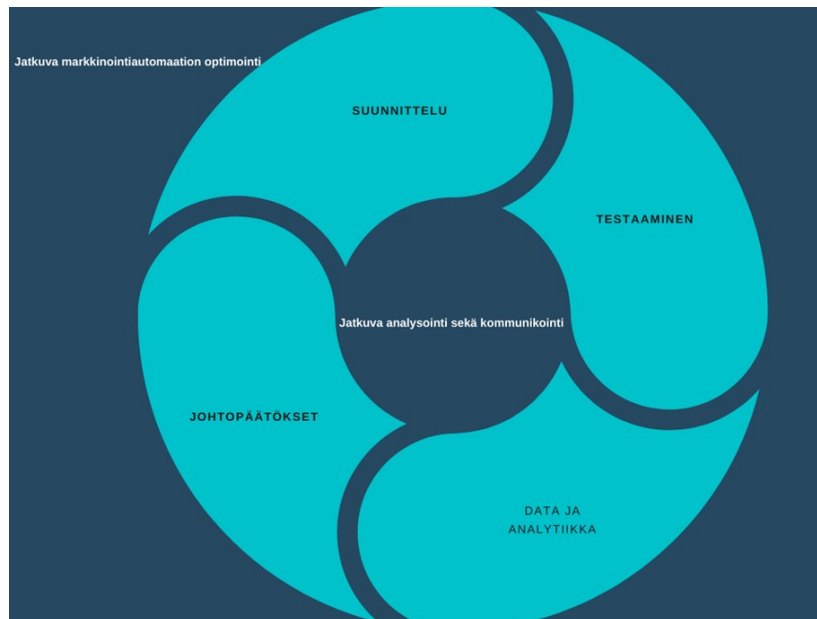 Jatkuva markkinointiautomaation optimointi
SUUNNITTELU
TESTAAMINEN
Jatkuva analysointi sekä kommunikointi
JOHTOPÄÄTÖKSET
DATA JA
ANALYTIIKKA